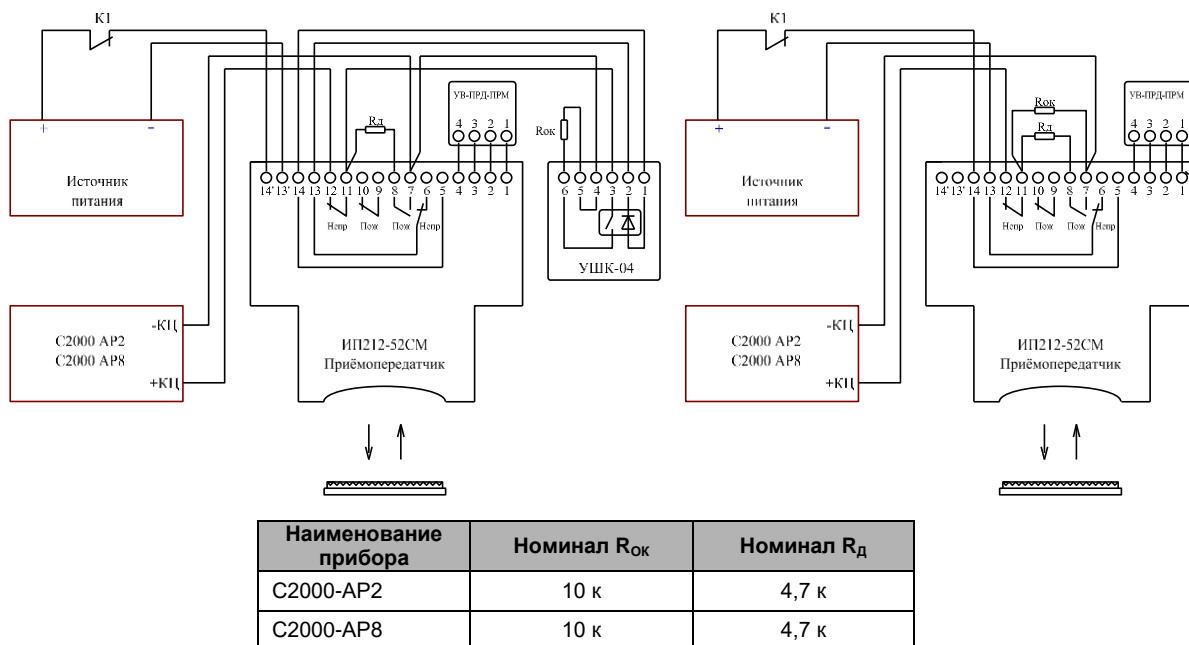 К1
УВ-ПРД-ПРМ
4 3 2 1
Rд
Rок
+ -
Источник
питания
14' 13' 14 13 12 11 10 9 8 7 6 5 4 3 2 1
Непр Пож Пож Непр
6 5 4 3 2 1
УШК-04
-КЦ
С2000 АР2
С2000 АР8
+КЦ
ИП212-52СМ
Приёмопередатчик
К1
УВ-ПРД-ПРМ
4 3 2 1
Rок
Rд
+ -
Источник
питания
14' 13' 14 13 12 11 10 9 8 7 6 5 4 3 2 1
Непр Пож Пож Непр
-КЦ
С2000 АР2
С2000 АР8
+КЦ
ИП212-52СМ
Приёмопередатчик
Наименование
прибора
Номинал RОК
Номинал RД
С2000-АР2 10 к 4,7 к
С2000-АР8 10 к 4,7 к